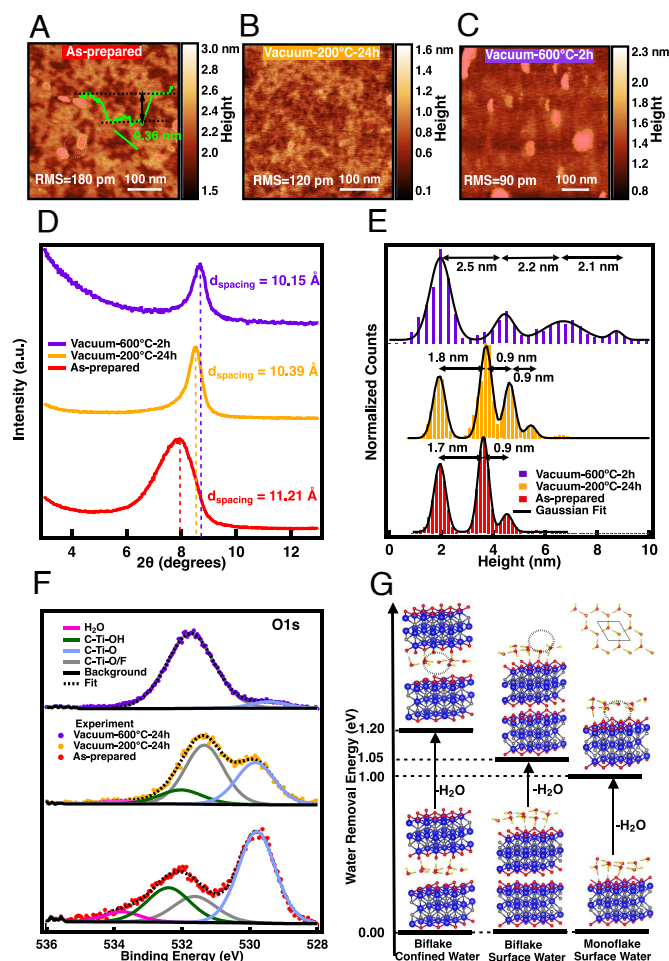 A
As-prepared
0.36 nm
RMS=180 pm
100 nm
3.0 nm
2.6
2.4
2.2
2.0
1.5
Height
B
Vacuum-200°C-24h
RMS=120 pm
100 nm
1.6 nm
1.2
1.0
0.8
0.6
0.1
Height
C
Vacuum-600°C-2h
RMS=90 pm
100 nm
2.3 nm
1.8
1.6
1.4
1.2
0.8
Height
D
dspacing = 10.15 Å
Vacuum-600°C-2h
Vacuum-200°C-24h
As-prepared
dspacing = 10.39 Å
dspacing = 11.21 Å
Intensity (a.u.)
4
6
8
10
12
2θ (degrees)
E
2.5 nm
2.2 nm
2.1 nm
1.8 nm
0.9 nm
0.9 nm
1.7 nm
0.9 nm
Vacuum-600°C-2h
Vacuum-200°C-24h
As-prepared
Gaussian Fit
Normalized Counts
0
2
4
6
8
10
Height (nm)
F
O1s
H₂O
C-Ti-OH
C-Ti-O
C-Ti-O/F
Background
Fit
Experiment
Vacuum-600°C-24h
Vacuum-200°C-24h
As-prepared
Intensity (a.u.)
536
534
532
530
528
Binding Energy (eV)
G
Water Removal Energy (eV)
1.20
1.05
1.00
0.00
-H₂O
-H₂O
-H₂O
Biflake
Confined Water
Biflake
Surface Water
Monoflake
Surface Water